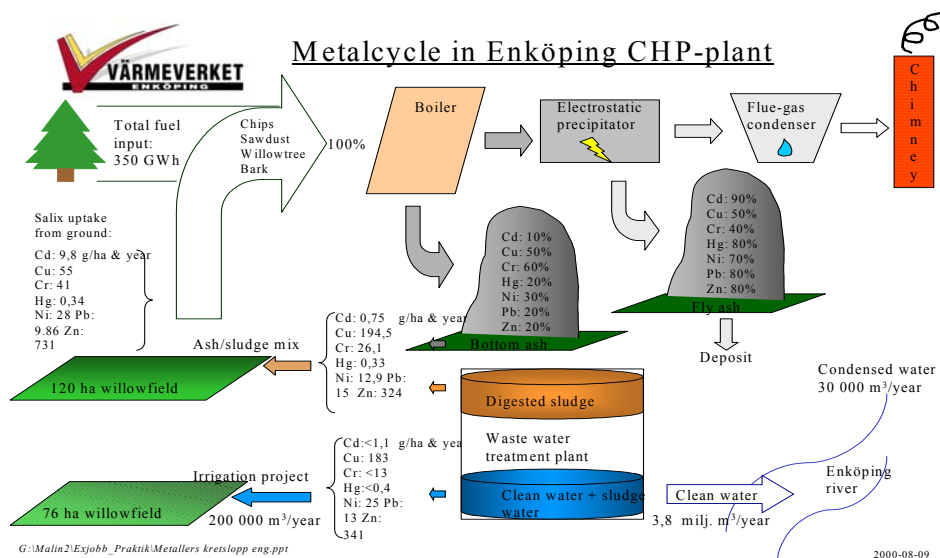 VÄRMEVERKET
ENKÖPING
Metalcycle in Enköping CHP-plant
Total fuel
input:
350 GWh
Chips
Sawdust
Willowtree
Bark
100%
Boiler
Electrostatic
precipitator
Flue-gas
condenser
Chimney
Salix uptake
from ground:
Cd: 9,8 g/ha & year
Cu: 55
Cr: 41
Hg: 0,34
Ni: 28 Pb:
9.86 Zn:
731
Cd: 10%
Cu: 50%
Cr: 60%
Hg: 20%
Ni: 30%
Pb: 20%
Zn: 20%
Bottom ash
Cd: 90%
Cu: 50%
Cr: 40%
Hg: 80%
Ni: 70%
Pb: 80%
Zn: 80%
Fly ash
Deposit
Ash/sludge mix
120 ha willowfield
Cd: 0,75 g/ha & year
Cu: 194,5
Cr: 26,1
Hg: 0,33
Ni: 12,9 Pb:
15 Zn: 324
Digested sludge
Waste water
treatment plant
Clean water + sludge
water
Condensed water
30 000 m³/year
Enköping
river
Clean water
3,8 milj. m³/year
Irrigation project
200 000 m³/year
76 ha willowfield
Cd:<1,1 g/ha & yea
Cu: 183
Cr: <13
Hg:<0,4
Ni: 25 Pb:
13 Zn:
341
G:\Malin2\Exjobb_Praktik\Metallers kretslopp eng.ppt
2000-08-09